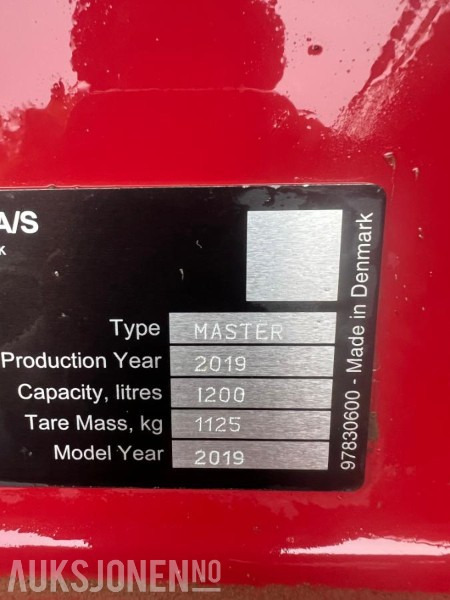 A/S
K
Type MASTER
Production Year 2019
Capacity, litres 1200
Tare Mass, kg 1125
Model Year 2019
97830600 - Made in Denmark
AUKSJONEN.NO